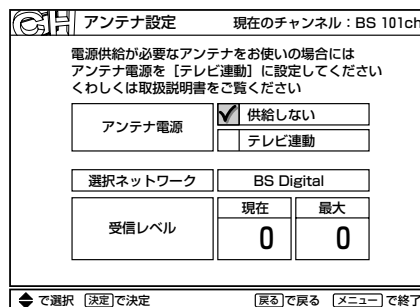 CH アンテナ設定 現在のチャンネル：BS 101ch
電源供給が必要なアンテナをお使いの場合には
アンテナ電源を［テレビ連動］に設定してください
くわしくは取扱説明書をご覧ください
アンテナ電源
供給しない
テレビ連動
選択ネットワーク BS Digital
受信レベル
現在 最大
0 0
で選択 決定で決定 戻るで戻る メニューで終了